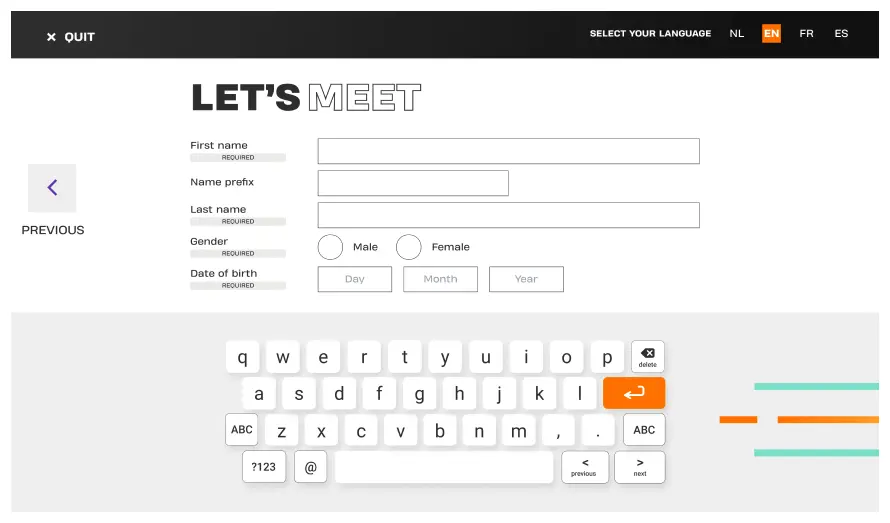 × QUIT
SELECT YOUR LANGUAGE NL EN FR ES
LET'S MEET
First name
REQUIRED
Name prefix
Last name
REQUIRED
PREVIOUS
Gender
REQUIRED
Male Female
Date of birth
REQUIRED
Day Month Year
q w e r t y u i o p delete
a s d f g h j k l
ABC z x c v b n m , . ABC
?123 @ < previous > next